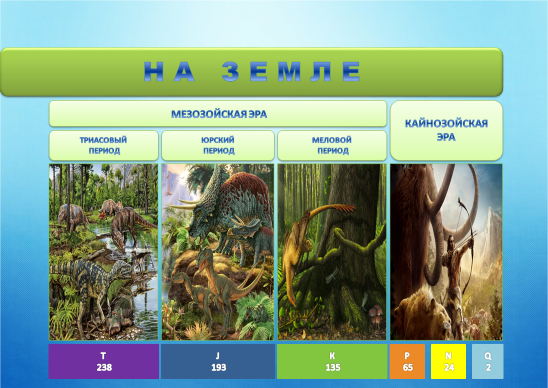 НА ЗЕМЛЕ
МЕЗОЗОЙСКАЯ ЭРА
КАЙНОЗОЙСКАЯ
ЭРА
ТРИАСОВЫЙ
ПЕРИОД
ЮРСКИЙ
ПЕРИОД
МЕЛОВОЙ
ПЕРИОД
T
238
J
193
K
135
P
65
N
24
Q
2